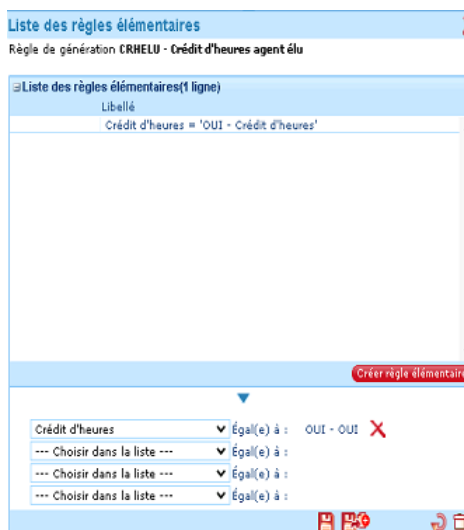 Liste des règles élémentaires
Règle de génération CRHELU - Crédit d'heures agent élu
Liste des règles élémentaires(1 ligne)
Libellé
Crédit d'heures = 'OUI - Crédit d'heures'
Créer règle élémentaire
Crédit d'heures Égal(e) à : OUI - OUI
--- Choisir dans la liste --- Égal(e) à :
--- Choisir dans la liste --- Égal(e) à :
--- Choisir dans la liste --- Égal(e) à :